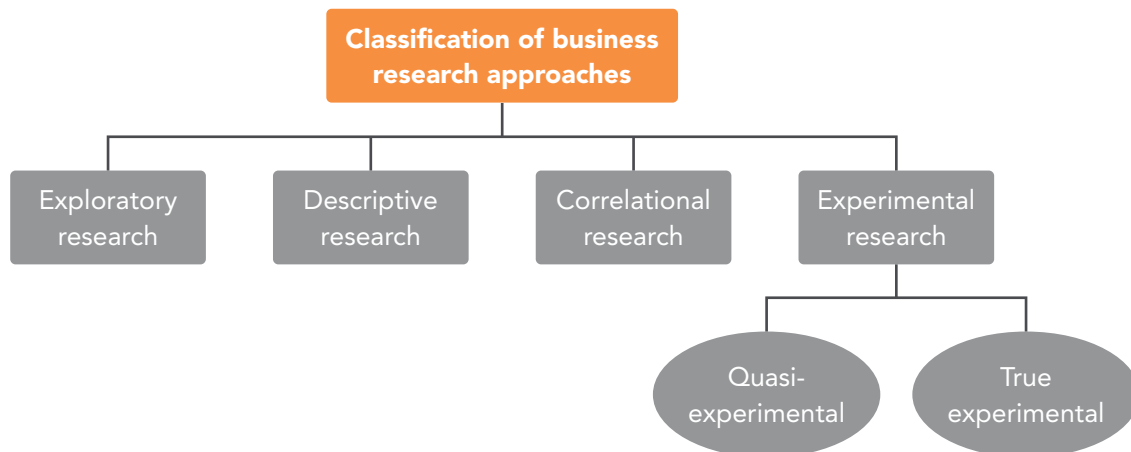 Classification of business
research approaches
Exploratory
research
Descriptive
research
Correlational
research
Experimental
research
Quasi-
experimental
True
experimental